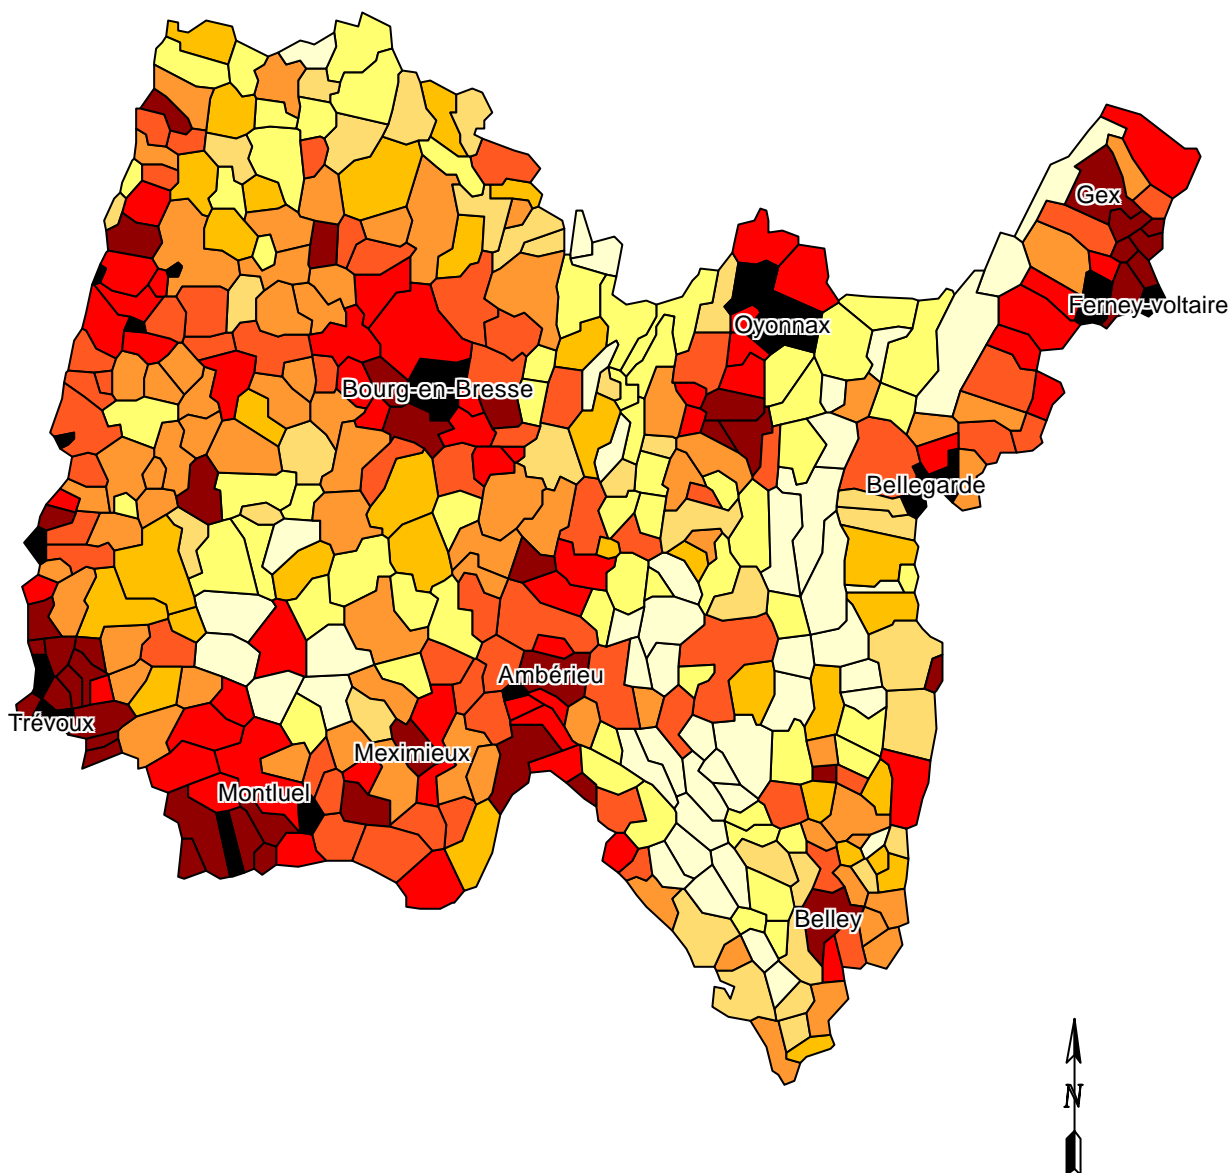 Gex
Ferney-voltaire
Oyonnax
Bourg-en-Bresse
Bellegarde
Ambérieu
Trévoux
Meximieux
Montluel
Belley
N